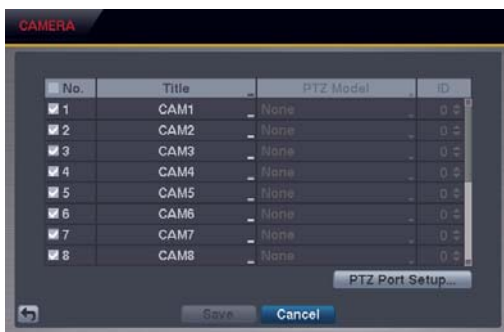 CAMERA
No. Title PTZ Model ID
1 CAM1 None 0
2 CAM2 None 0
3 CAM3 None 0
4 CAM4 None 0
5 CAM5 None 0
6 CAM6 None 0
7 CAM7 None 0
8 CAM8 None 0
PTZ Port Setup...
Save Cancel